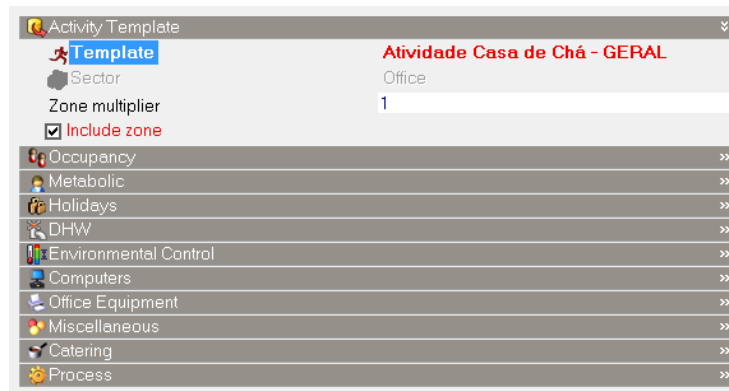 Activity Template
Template Atividade Casa de Chá - GERAL
Sector Office
Zone multiplier 1
Include zone
Occupancy
Metabolic
Holidays
DHW
Environmental Control
Computers
Office Equipment
Miscellaneous
Catering
Process